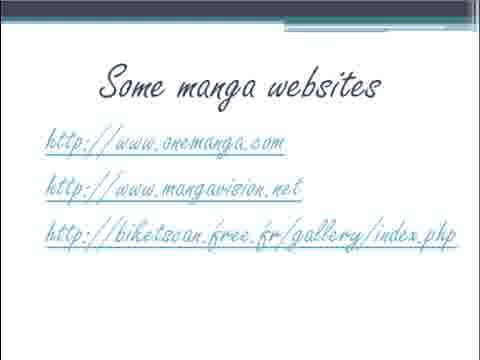 Some manga websites
http://www.onemanga.com
http://www.mangavision.net
http://biketscan.free.fr/gallery/index.php